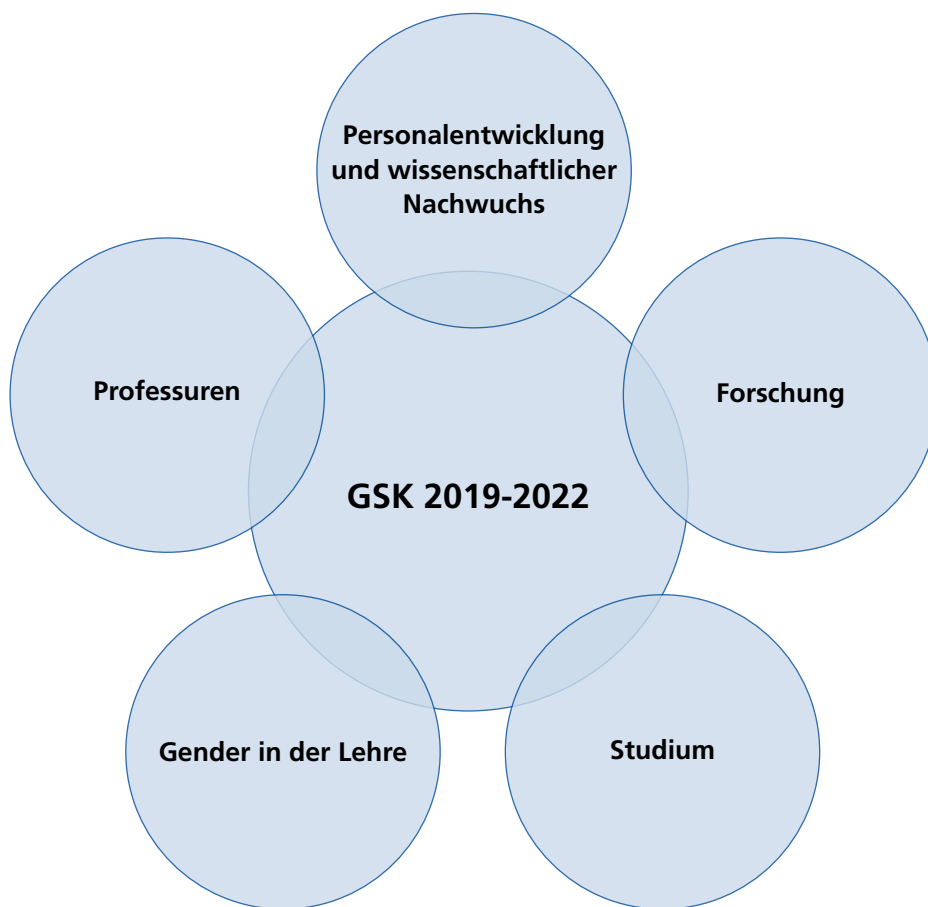 Personalentwicklung
und wissenschaftlicher
Nachwuchs
Professuren
Forschung
GSK 2019-2022
Gender in der Lehre
Studium